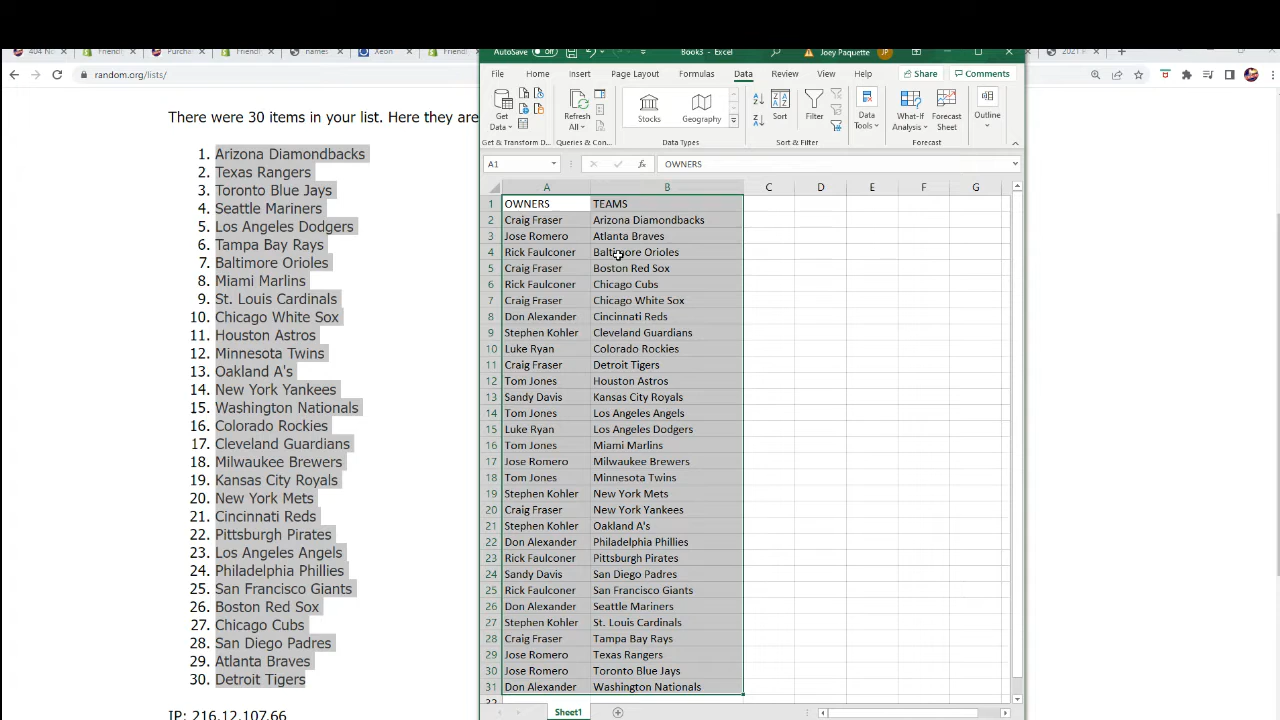 404 N
Friendl
Purcha
Friendl
names
Xeon
Friendl
AutoSave Off
Book3 - Excel
Joey Paquette JP
2021 P
random.org/lists/
File Home Insert Page Layout Formulas Data Review View Help Share Comments
Get Data
Refresh All
Stocks
Geography
Sort
Filter
Data Tools
What-If Analysis
Forecast Sheet
Outline
Get & Transform D...
Queries & Con...
Data Types
Sort & Filter
Forecast
A1
fx
OWNERS
There were 30 items in your list. Here they are
1. Arizona Diamondbacks
2. Texas Rangers
3. Toronto Blue Jays
4. Seattle Mariners
5. Los Angeles Dodgers
6. Tampa Bay Rays
7. Baltimore Orioles
8. Miami Marlins
9. St. Louis Cardinals
10. Chicago White Sox
11. Houston Astros
12. Minnesota Twins
13. Oakland A's
14. New York Yankees
15. Washington Nationals
16. Colorado Rockies
17. Cleveland Guardians
18. Milwaukee Brewers
19. Kansas City Royals
20. New York Mets
21. Cincinnati Reds
22. Pittsburgh Pirates
23. Los Angeles Angels
24. Philadelphia Phillies
25. San Francisco Giants
26. Boston Red Sox
27. Chicago Cubs
28. San Diego Padres
29. Atlanta Braves
30. Detroit Tigers
IP: 216.12.107.66
A B C D E F G
1 OWNERS TEAMS
2 Craig Fraser Arizona Diamondbacks
3 Jose Romero Atlanta Braves
4 Rick Faulconer Baltimore Orioles
5 Craig Fraser Boston Red Sox
6 Rick Faulconer Chicago Cubs
7 Craig Fraser Chicago White Sox
8 Don Alexander Cincinnati Reds
9 Stephen Kohler Cleveland Guardians
10 Luke Ryan Colorado Rockies
11 Craig Fraser Detroit Tigers
12 Tom Jones Houston Astros
13 Sandy Davis Kansas City Royals
14 Tom Jones Los Angeles Angels
15 Luke Ryan Los Angeles Dodgers
16 Tom Jones Miami Marlins
17 Jose Romero Milwaukee Brewers
18 Tom Jones Minnesota Twins
19 Stephen Kohler New York Mets
20 Craig Fraser New York Yankees
21 Stephen Kohler Oakland A's
22 Don Alexander Philadelphia Phillies
23 Rick Faulconer Pittsburgh Pirates
24 Sandy Davis San Diego Padres
25 Rick Faulconer San Francisco Giants
26 Don Alexander Seattle Mariners
27 Stephen Kohler St. Louis Cardinals
28 Craig Fraser Tampa Bay Rays
29 Jose Romero Texas Rangers
30 Jose Romero Toronto Blue Jays
31 Don Alexander Washington Nationals
32
Sheet1